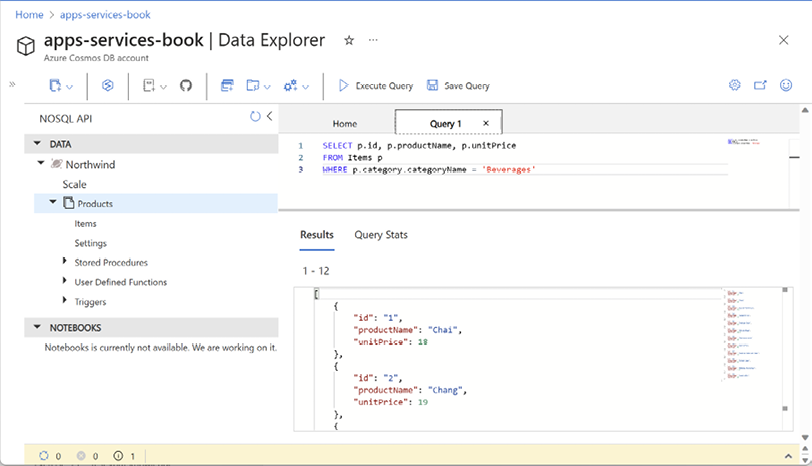 Home > apps-services-book
apps-services-book | Data Explorer
Azure Cosmos DB account
Execute Query Save Query
NOSQL API
DATA
Northwind
Scale
Products
Items
Settings
Stored Procedures
User Defined Functions
Triggers
NOTEBOOKS
Notebooks is currently not available. We are working on it.
Home Query 1
1 SELECT p.id, p.productName, p.unitPrice
2 FROM Items p
3 WHERE p.category.categoryName = 'Beverages'
Results Query Stats
1 - 12
[
{
"id": "1",
"productName": "Chai",
"unitPrice": 18
},
{
"id": "2",
"productName": "Chang",
"unitPrice": 19
},
{
0 0 1